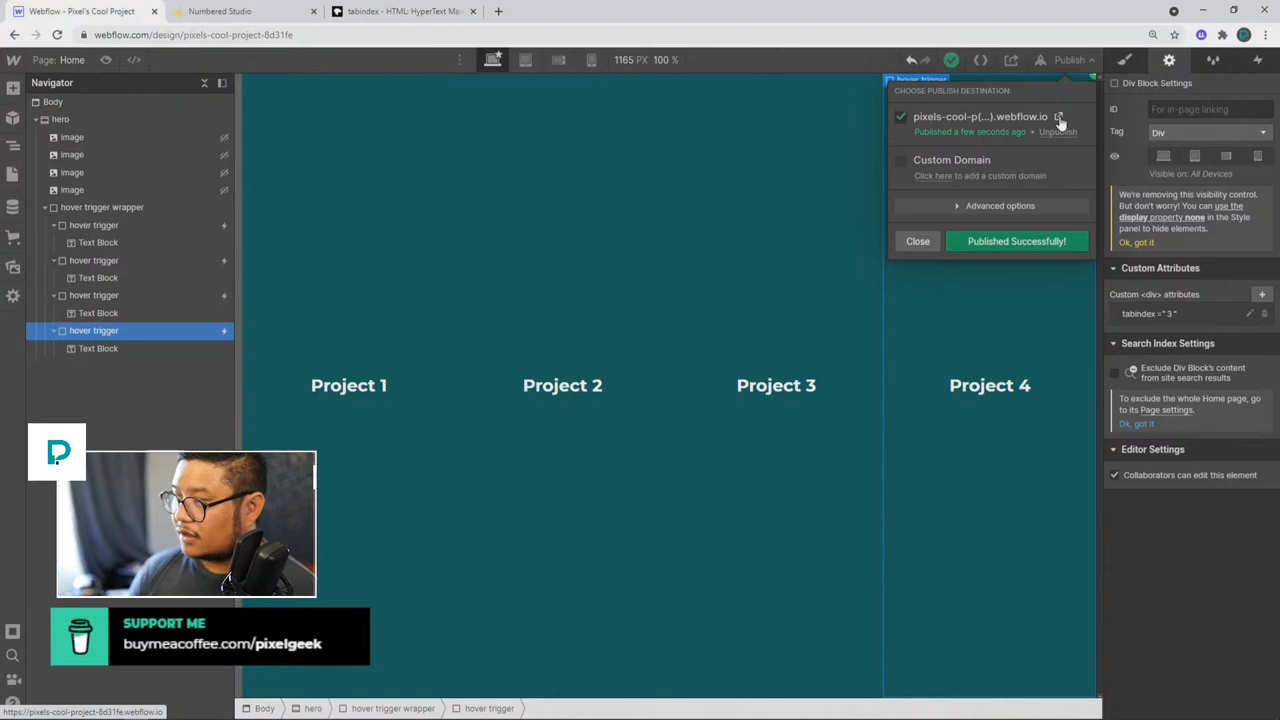 Webflow - Pixel's Cool Project
Numbered Studio
tabindex - HTML: HyperText Mar
webflow.com/design/pixels-cool-project-8d31fe
Page: Home
1165 PX 100 %
Publish
Navigator
Body
hero
image
image
image
image
hover trigger wrapper
hover trigger
Text Block
hover trigger
Text Block
hover trigger
Text Block
hover trigger
Text Block
hover trigger
CHOOSE PUBLISH DESTINATION:
pixels-cool-p(...).webflow.io
Published a few seconds ago • Unpublish
Custom Domain
Click here to add a custom domain
Advanced options
Close
Published Successfully!
Project 1
Project 2
Project 3
Project 4
Div Block Settings
ID
For in-page linking
Tag
Div
Visible on: All Devices
We're removing this visibility control.
But don't worry! You can use the
display property none in the Style
panel to hide elements.
Ok, got it
Custom Attributes
Custom <div> attributes
tabindex ="3"
Search Index Settings
Exclude Div Block's content
from site search results
To exclude the whole Home page, go
to its Page settings.
Ok, got it
Editor Settings
Collaborators can edit this element
SUPPORT ME
buymeacoffee.com/pixelgeek
Body
hero
hover trigger wrapper
hover trigger
https://pixels-cool-project-8d31fe.webflow.io